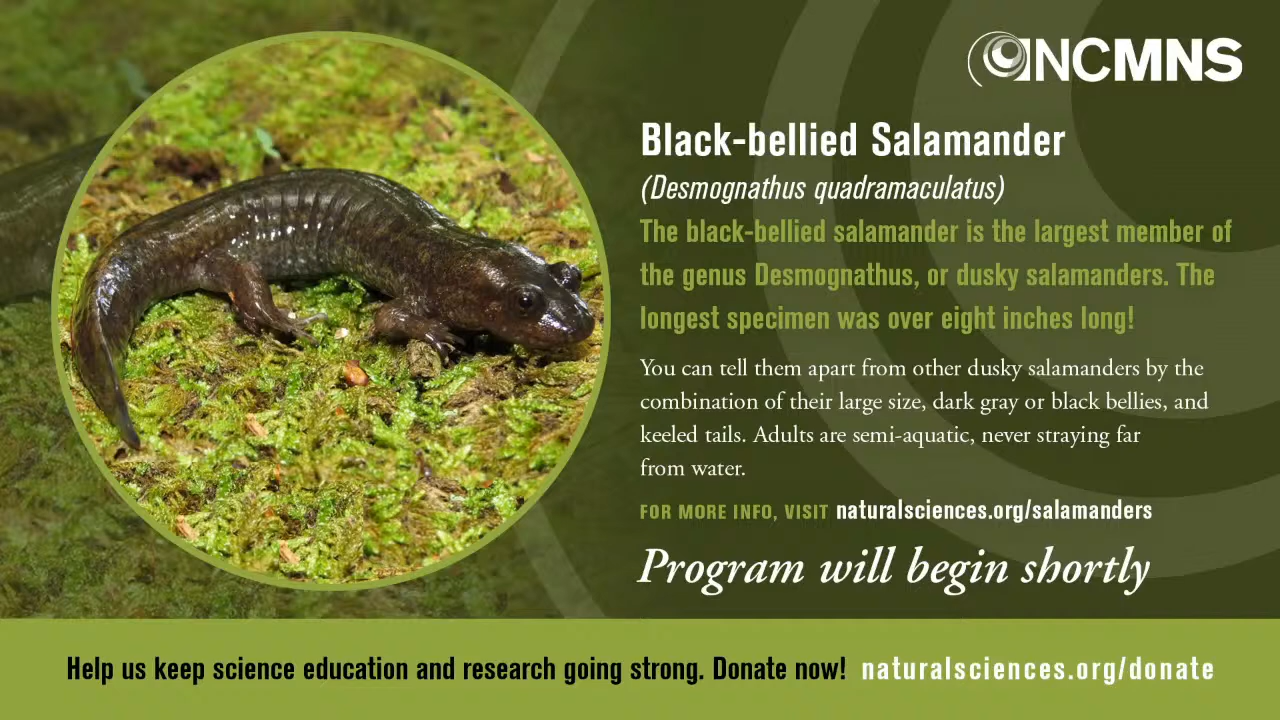 NCMNS
Black-bellied Salamander
(Desmognathus quadramaculatus)
The black-bellied salamander is the largest member of
the genus Desmognathus, or dusky salamanders. The
longest specimen was over eight inches long!
You can tell them apart from other dusky salamanders by the
combination of their large size, dark gray or black bellies, and
keeled tails. Adults are semi-aquatic, never straying far
from water.
FOR MORE INFO, VISIT naturalsciences.org/salamanders
Program will begin shortly
Help us keep science education and research going strong. Donate now! naturalsciences.org/donate